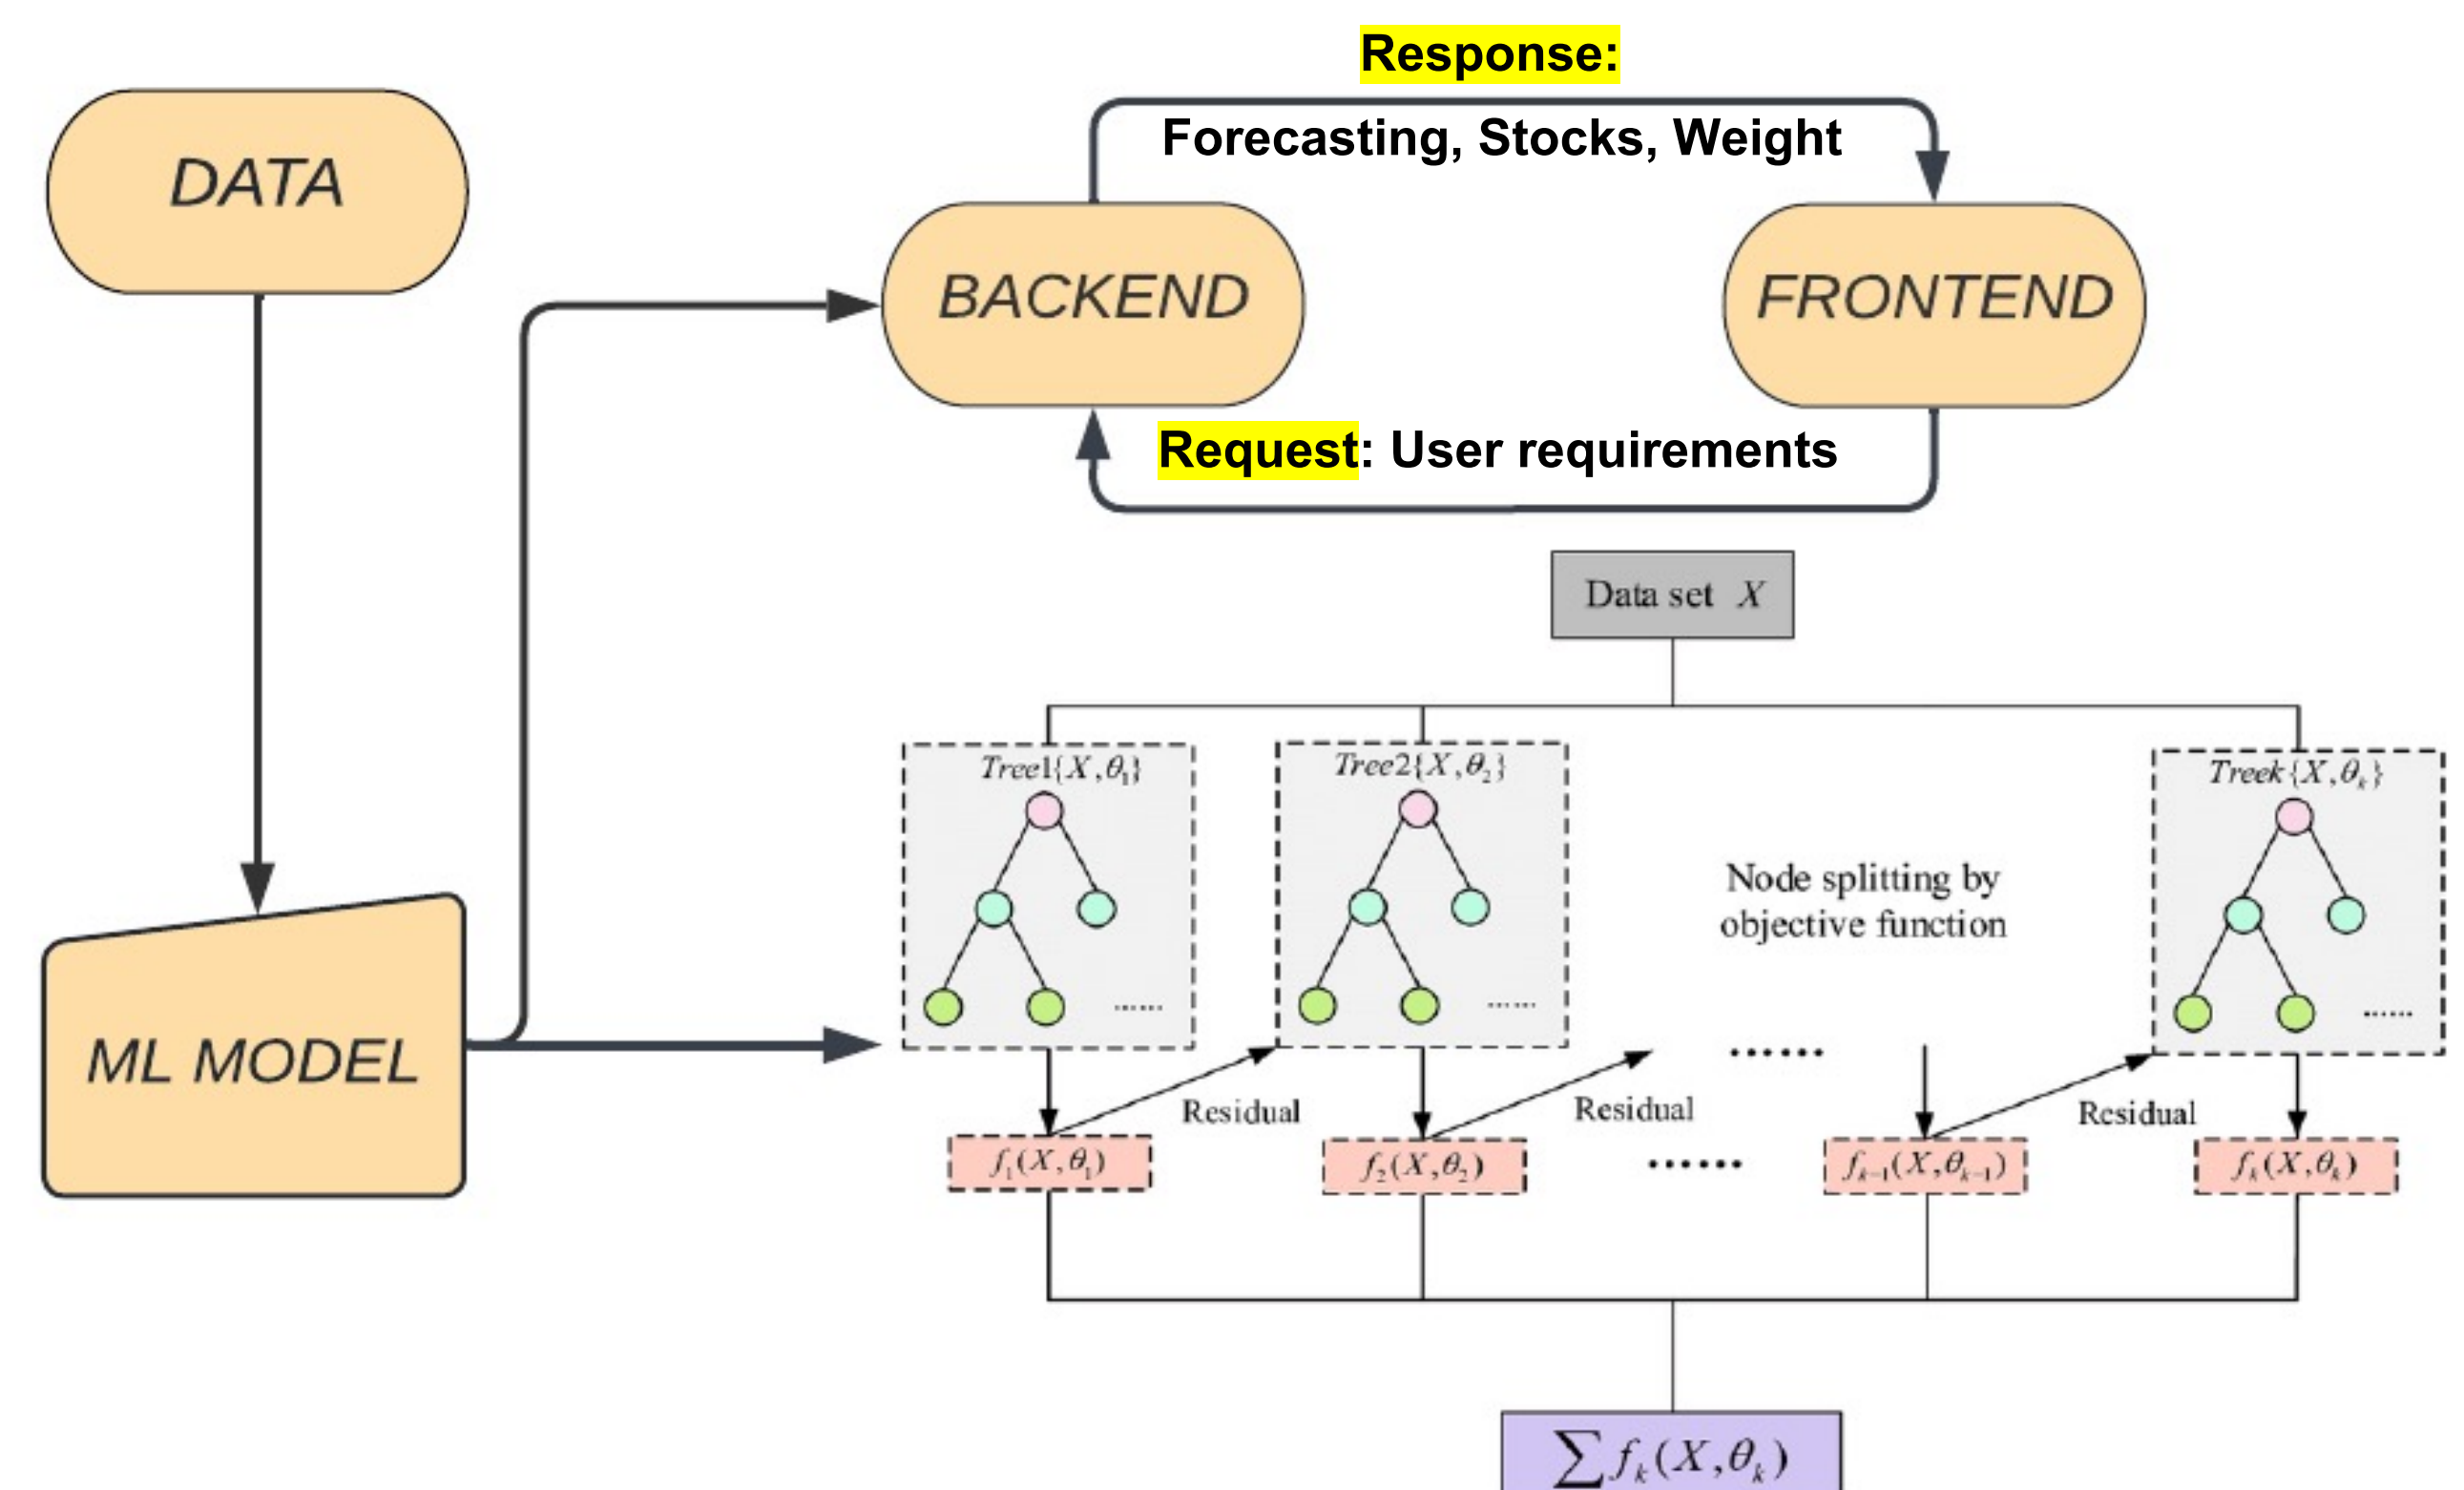 Response:
Forecasting, Stocks, Weight
DATA
BACKEND
FRONTEND
Request: User requirements
Data set X
Tree1{X,θ₁}
Tree2{X,θ₂}
Treek{X,θₖ}
Node splitting by
objective function
......
......
......
......
ML MODEL
Residual
Residual
Residual
f₁(X,θ₁)
f₂(X,θ₂)
......
fₖ₋₁(X,θₖ₋₁)
fₖ(X,θₖ)
∑fₖ(X,θₖ)